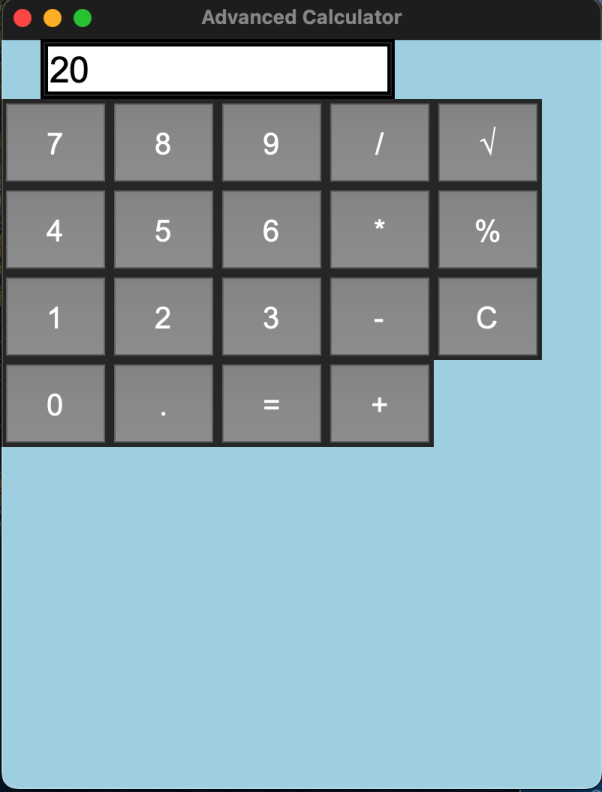 Advanced Calculator
20
7 8 9 / √
4 5 6 * %
1 2 3 - C
0 . = +